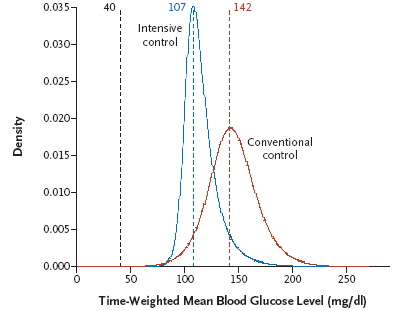 0.035
40
107
142
Intensive
control
0.030
0.025
0.020
Conventional
control
0.015
0.010
0.005
0.000
Density
0
50
100
150
200
250
Time-Weighted Mean Blood Glucose Level (mg/dl)